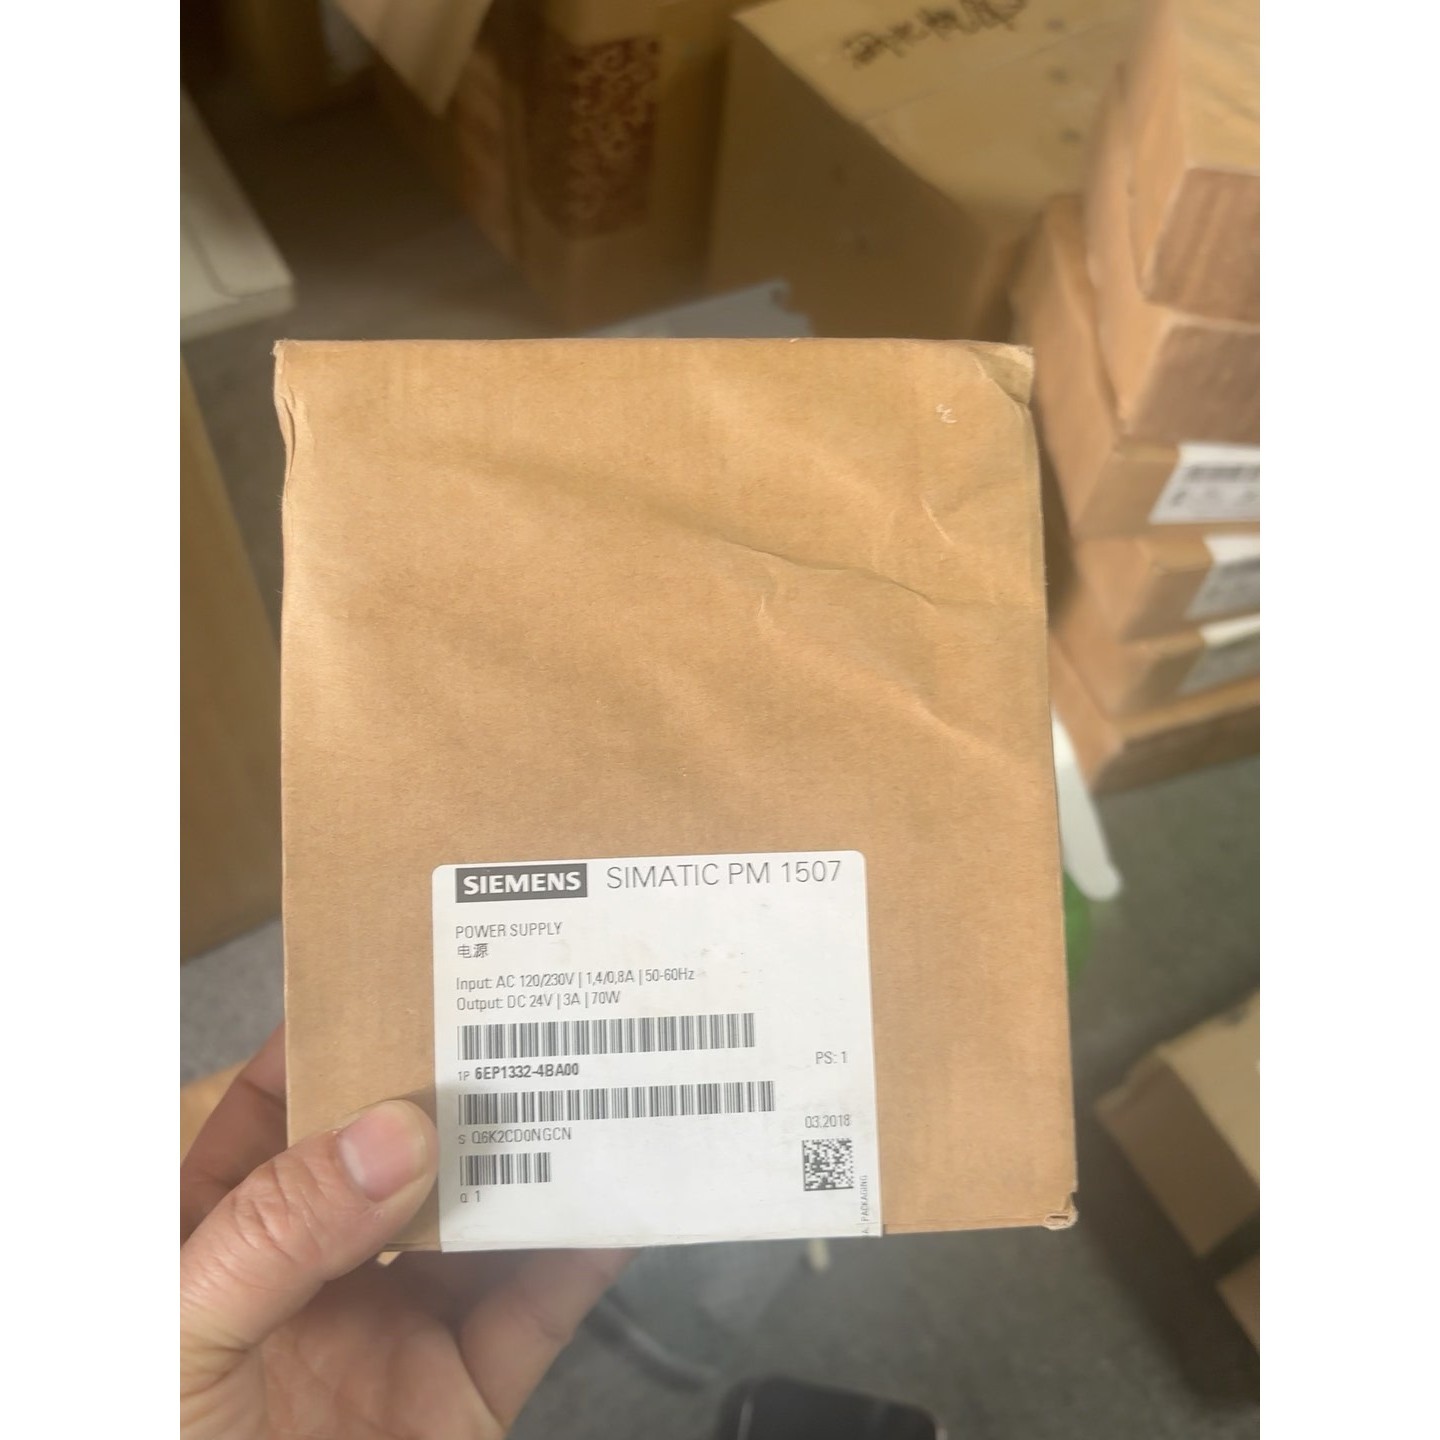 SIEMENS SIMATIC PM 1507
POWER SUPPLY
电源
Input: AC 120/230V | 1,4/0,8A | 50-60Hz
Output: DC 24V | 3A | 70W
1P 6EP1332-4BA00
PS: 1
S Q6K2CD0NGCN
03.2018
Q 1
PACKAGING